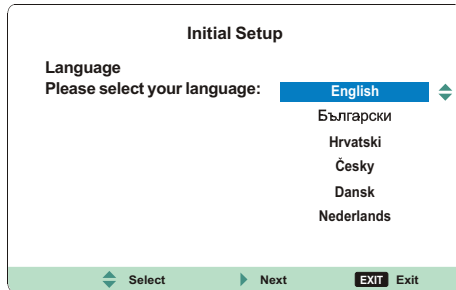 Initial Setup
Language
Please select your language:
English
Български
Hrvatski
Česky
Dansk
Nederlands
Select Next EXIT Exit